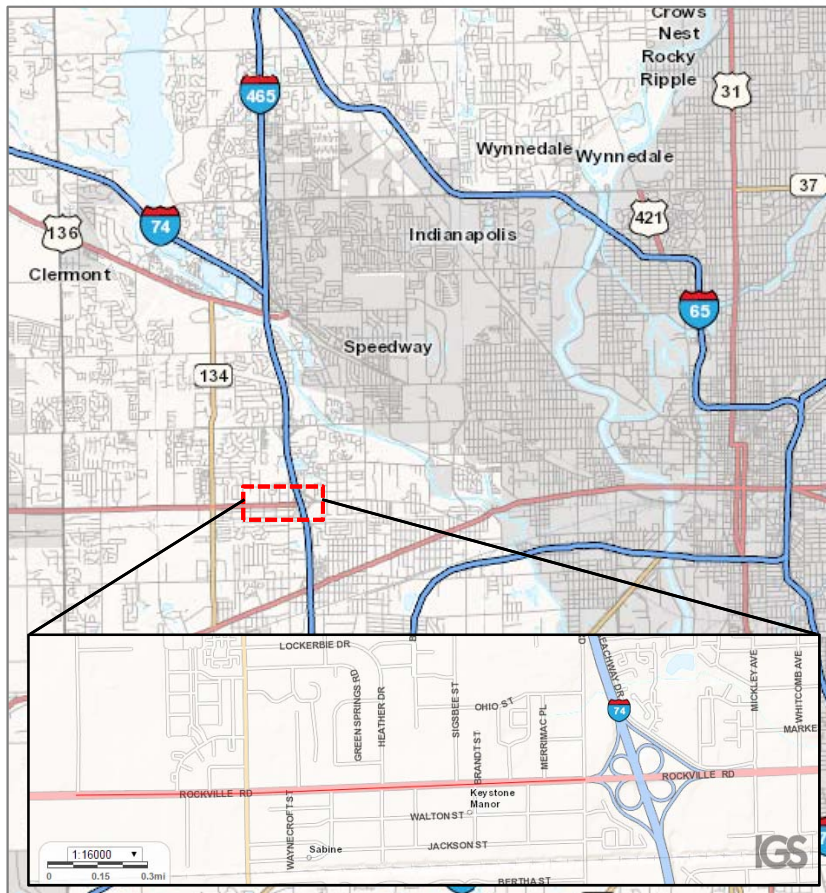 Crows
Nest
Rocky
Ripple
465
31
Wynnedale
Wynnedale
37
74
136
421
Indianapolis
Clermont
65
Speedway
134
LOCKERBIE DR
GREEN SPRINGS RD
HEATHER DR
SIGSBEE ST
OHIO ST
BRANDT ST
MERRIMAC PL
EACHWAY DR
74
MICKLEY AVE
WHITCOMB AVE
MARKE
ROCKVILLE RD
ROCKVILLE RD
Keystone
Manor
WAYNECROFT ST
WALTON ST
JACKSON ST
Sabine
BERTHA ST
1:16000
0 0.15 0.3mi
IGS